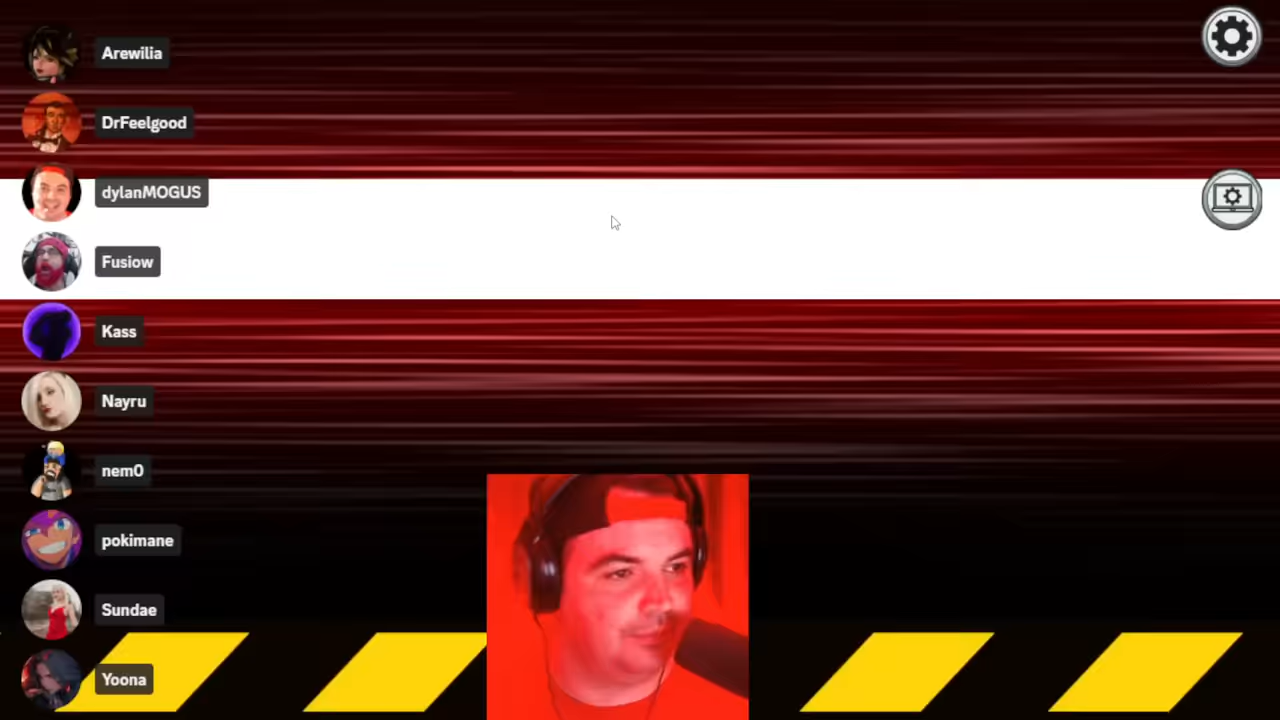 Arewilia
DrFeelgood
dylanMOGUS
Fusiow
Kass
Nayru
nem0
pokimane
Sundae
Yoona